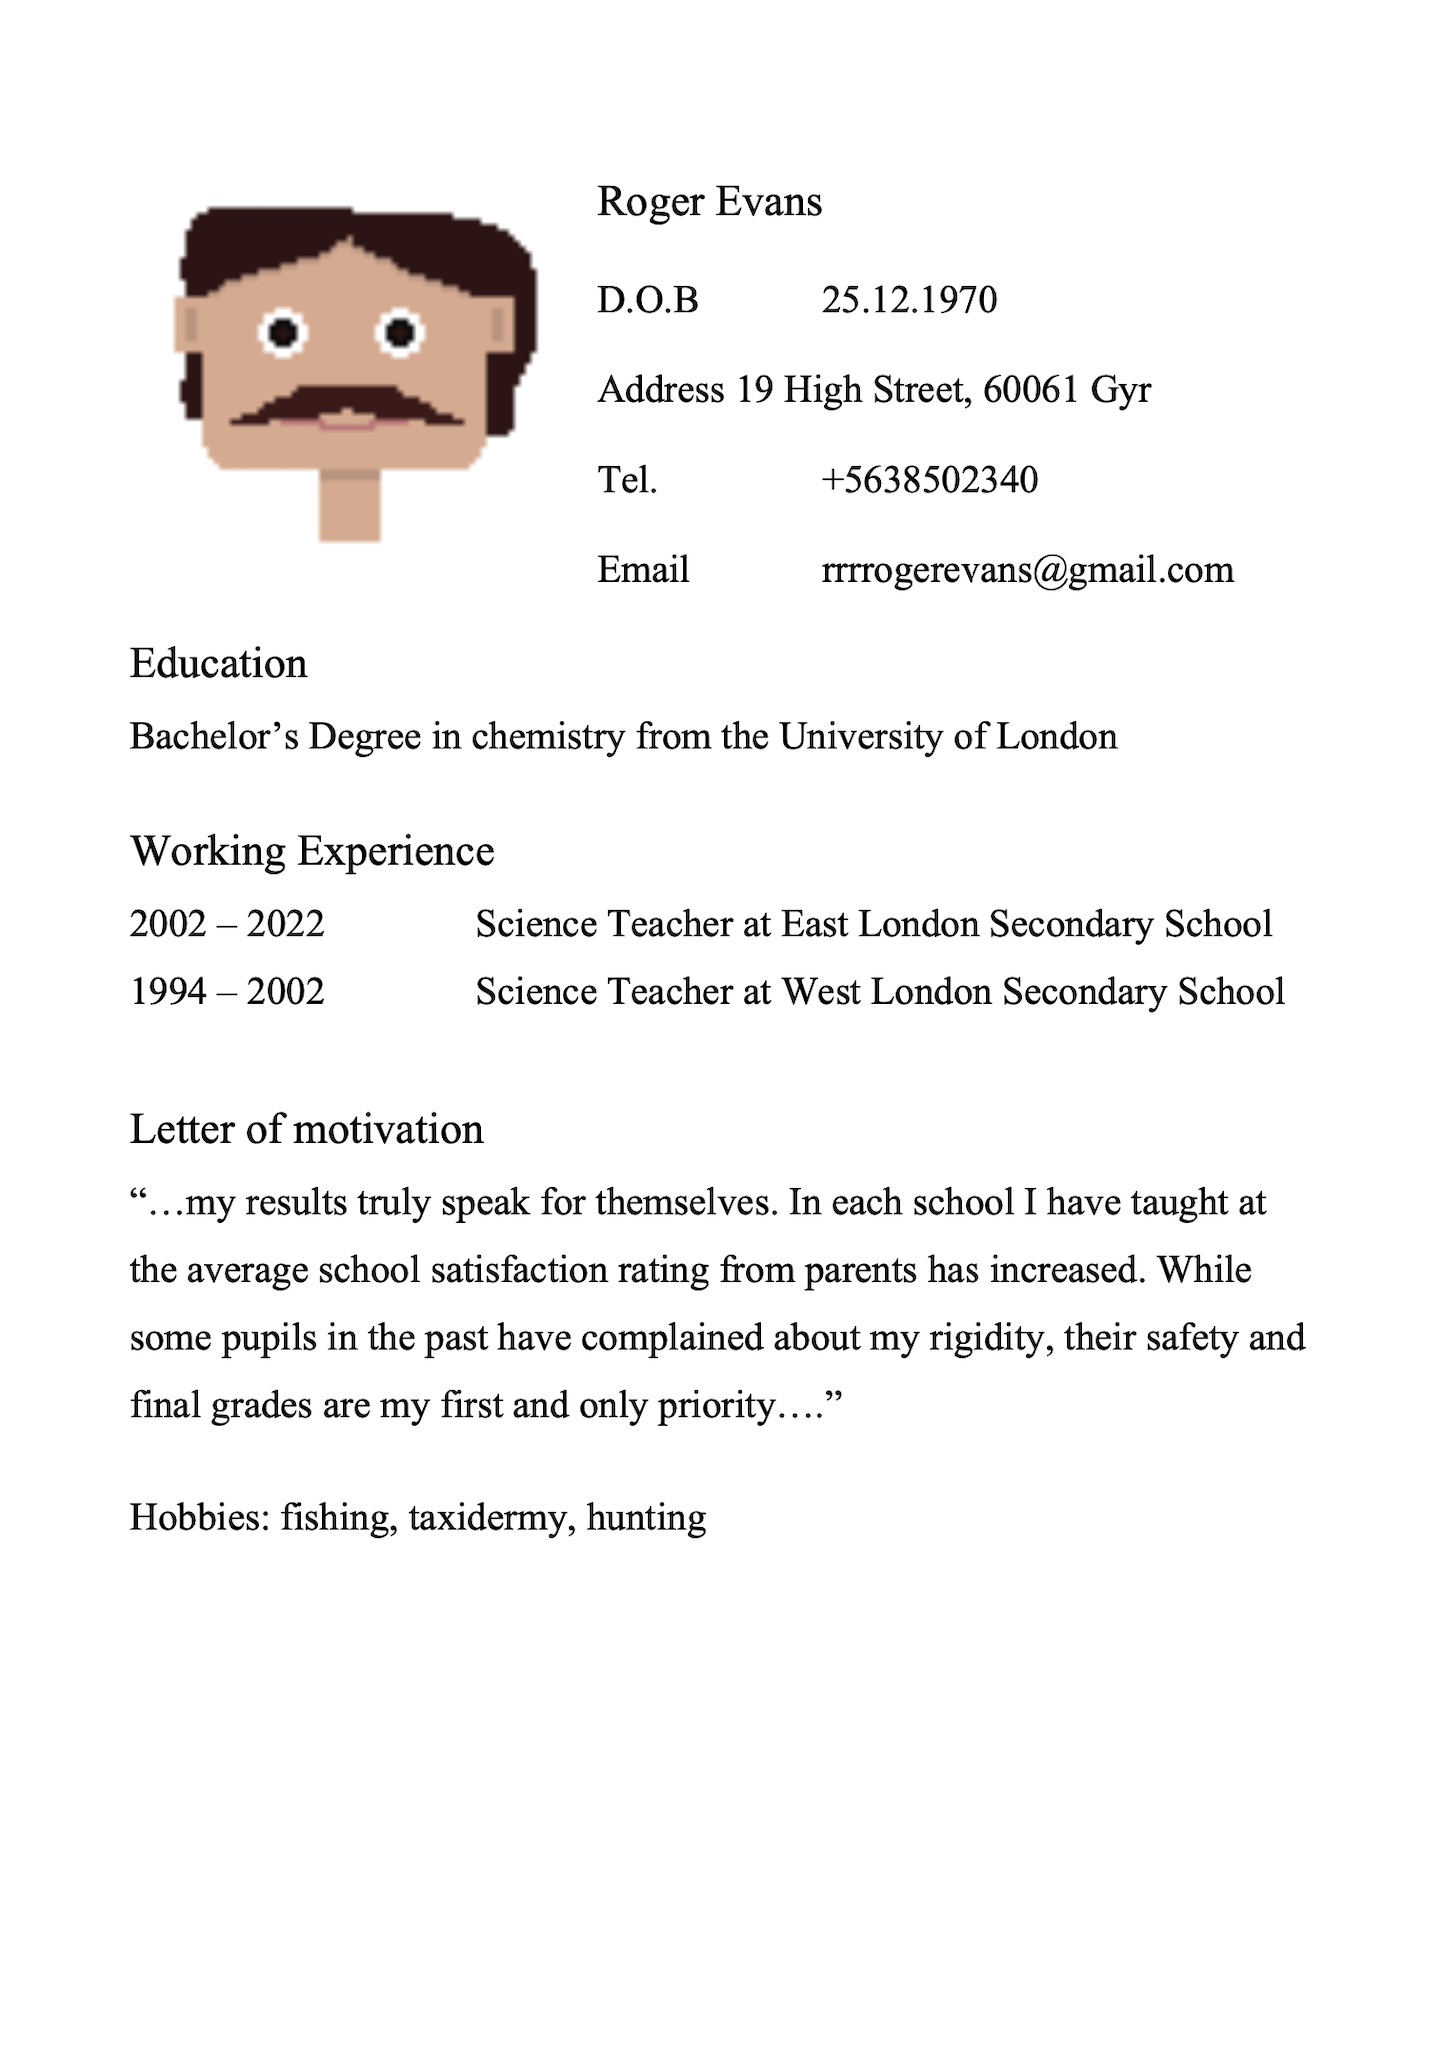 Roger Evans
D.O.B 25.12.1970
Address 19 High Street, 60061 Gyr
Tel. +5638502340
Email rrrrogerevans@gmail.com
Education
Bachelor’s Degree in chemistry from the University of London
Working Experience
2002 – 2022 Science Teacher at East London Secondary School
1994 – 2002 Science Teacher at West London Secondary School
Letter of motivation
“…my results truly speak for themselves. In each school I have taught at
the average school satisfaction rating from parents has increased. While
some pupils in the past have complained about my rigidity, their safety and
final grades are my first and only priority….”
Hobbies: fishing, taxidermy, hunting